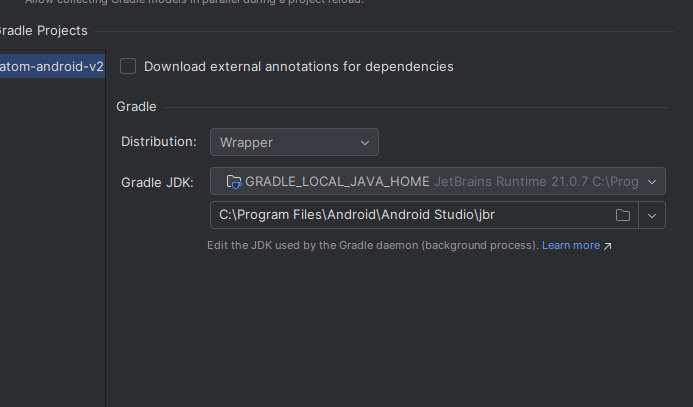 Allow collecting Gradle models in parallel during a project reload.
Gradle Projects
atom-android-v2
Download external annotations for dependencies
Gradle
Distribution: Wrapper
Gradle JDK: GRADLE_LOCAL_JAVA_HOME JetBrains Runtime 21.0.7 C:\Prog
C:\Program Files\Android\Android Studio\jbr
Edit the JDK used by the Gradle daemon (background process). Learn more ↗